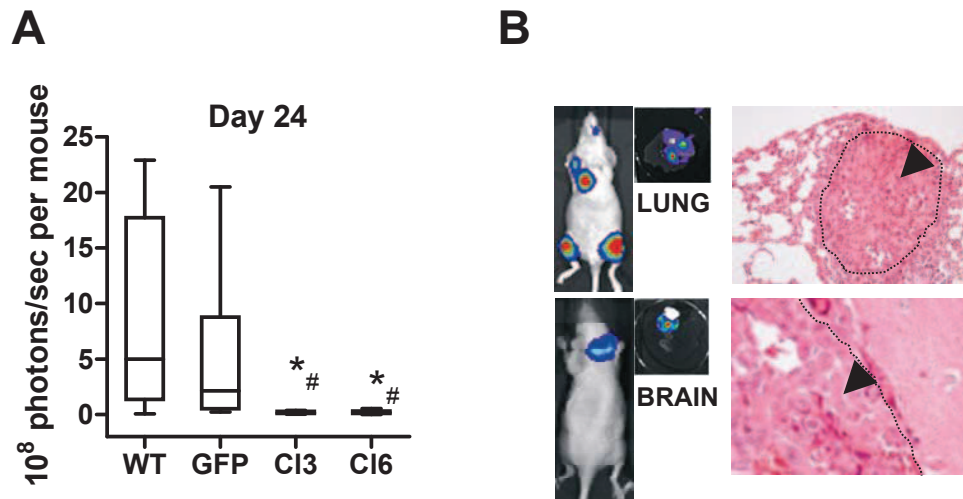 A
Day 24
10⁸ photons/sec per mouse
25
20
15
10
5
0
*#
*#
WT GFP Cl3 Cl6
B
LUNG
BRAIN